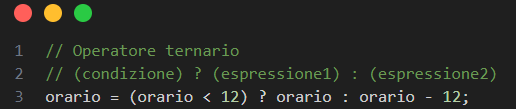 1 // Operatore ternario
2 // (condizione) ? (espressione1) : (espressione2)
3 orario = (orario < 12) ? orario : orario - 12;